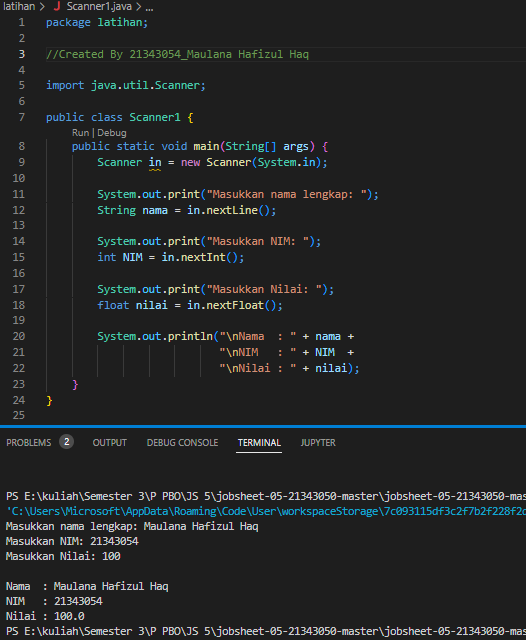 latihan > J Scanner1.java > ...
1 package latihan;
2
3 //Created By 21343054_Maulana Hafizul Haq
4
5 import java.util.Scanner;
6
7 public class Scanner1 {
Run | Debug
8 public static void main(String[] args) {
9 Scanner in = new Scanner(System.in);
10
11 System.out.print("Masukkan nama lengkap: ");
12 String nama = in.nextLine();
13
14 System.out.print("Masukkan NIM: ");
15 int NIM = in.nextInt();
16
17 System.out.print("Masukkan Nilai: ");
18 float nilai = in.nextFloat();
19
20 System.out.println("\nNama  : " + nama +
21 "\nNIM   : " + NIM  +
22 "\nNilai : " + nilai);
23 }
24 }
25
PROBLEMS 2 OUTPUT DEBUG CONSOLE TERMINAL JUPYTER
PS E:\kuliah\Semester 3\P PBO\JS 5\jobsheet-05-21343050-master\jobsheet-05-21343050-mas
'C:\Users\Microsoft\AppData\Roaming\Code\User\workspaceStorage\7c093115df3c2f7b2f228f2
Masukkan nama lengkap: Maulana Hafizul Haq
Masukkan NIM: 21343054
Masukkan Nilai: 100
Nama  : Maulana Hafizul Haq
NIM   : 21343054
Nilai : 100.0
PS E:\kuliah\Semester 3\P PBO\JS 5\jobsheet-05-21343050-master\jobsheet-05-21343050-mas